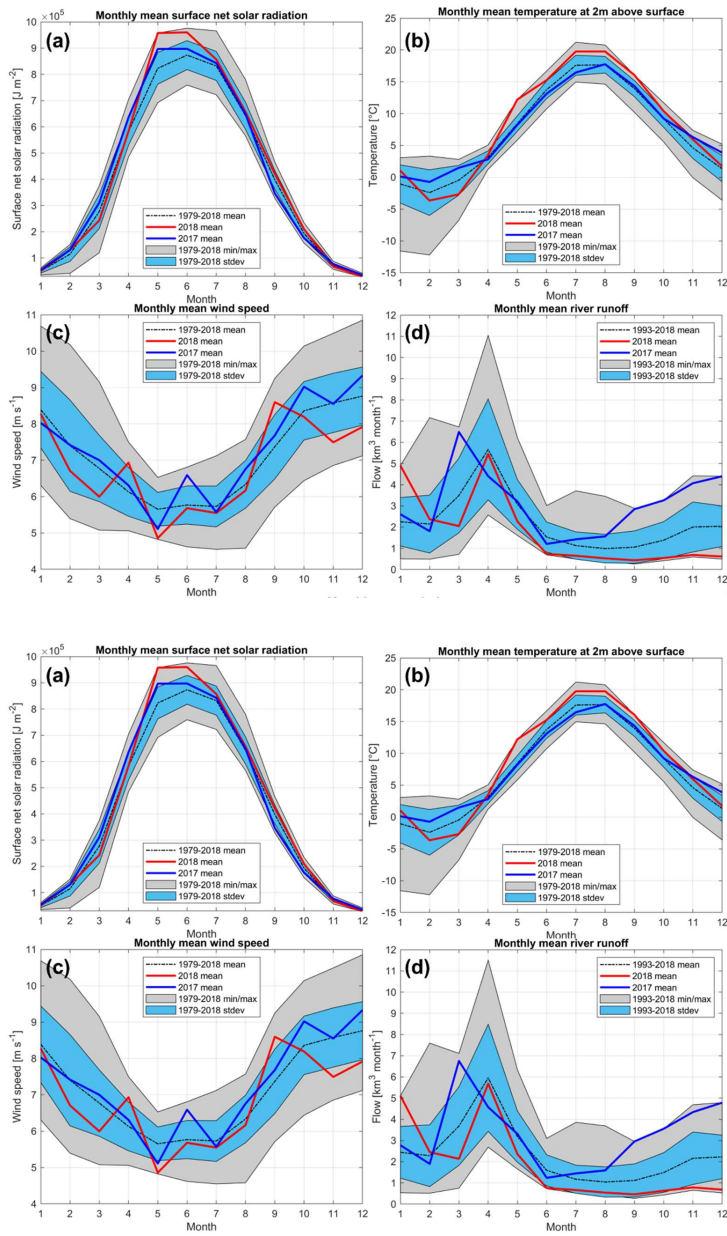 Monthly mean surface net solar radiation
×10⁵
(a)
10
9
8
7
6
5
4
3
2
1
Surface net solar radiation [J m⁻²]
1979-2018 mean
2018 mean
2017 mean
1979-2018 min/max
1979-2018 stdev
1 2 3 4 5 6 7 8 9 10 11 12
Month
Monthly mean temperature at 2m above surface
(b)
25
20
15
10
5
0
-5
-10
-15
Temperature [°C]
1979-2018 mean
2018 mean
2017 mean
1979-2018 min/max
1979-2018 stdev
1 2 3 4 5 6 7 8 9 10 11 12
Month
Monthly mean wind speed
(c)
11
10
9
8
7
6
5
4
Wind speed [m s⁻¹]
1979-2018 mean
2018 mean
2017 mean
1979-2018 min/max
1979-2018 stdev
1 2 3 4 5 6 7 8 9 10 11 12
Month
Monthly mean river runoff
(d)
12
11
10
9
8
7
6
5
4
3
2
1
0
Flow [km³ month⁻¹]
1993-2018 mean
2018 mean
2017 mean
1993-2018 min/max
1993-2018 stdev
1 2 3 4 5 6 7 8 9 10 11 12
Month
Monthly mean surface net solar radiation
×10⁵
(a)
10
9
8
7
6
5
4
3
2
1
Surface net solar radiation [J m⁻²]
1979-2018 mean
2018 mean
2017 mean
1979-2018 min/max
1979-2018 stdev
1 2 3 4 5 6 7 8 9 10 11 12
Month
Monthly mean temperature at 2m above surface
(b)
25
20
15
10
5
0
-5
-10
-15
Temperature [°C]
1979-2018 mean
2018 mean
2017 mean
1979-2018 min/max
1979-2018 stdev
1 2 3 4 5 6 7 8 9 10 11 12
Month
Monthly mean wind speed
(c)
11
10
9
8
7
6
5
4
Wind speed [m s⁻¹]
1979-2018 mean
2018 mean
2017 mean
1979-2018 min/max
1979-2018 stdev
1 2 3 4 5 6 7 8 9 10 11 12
Month
Monthly mean river runoff
(d)
12
11
10
9
8
7
6
5
4
3
2
1
0
Flow [km³ month⁻¹]
1993-2018 mean
2018 mean
2017 mean
1993-2018 min/max
1993-2018 stdev
1 2 3 4 5 6 7 8 9 10 11 12
Month